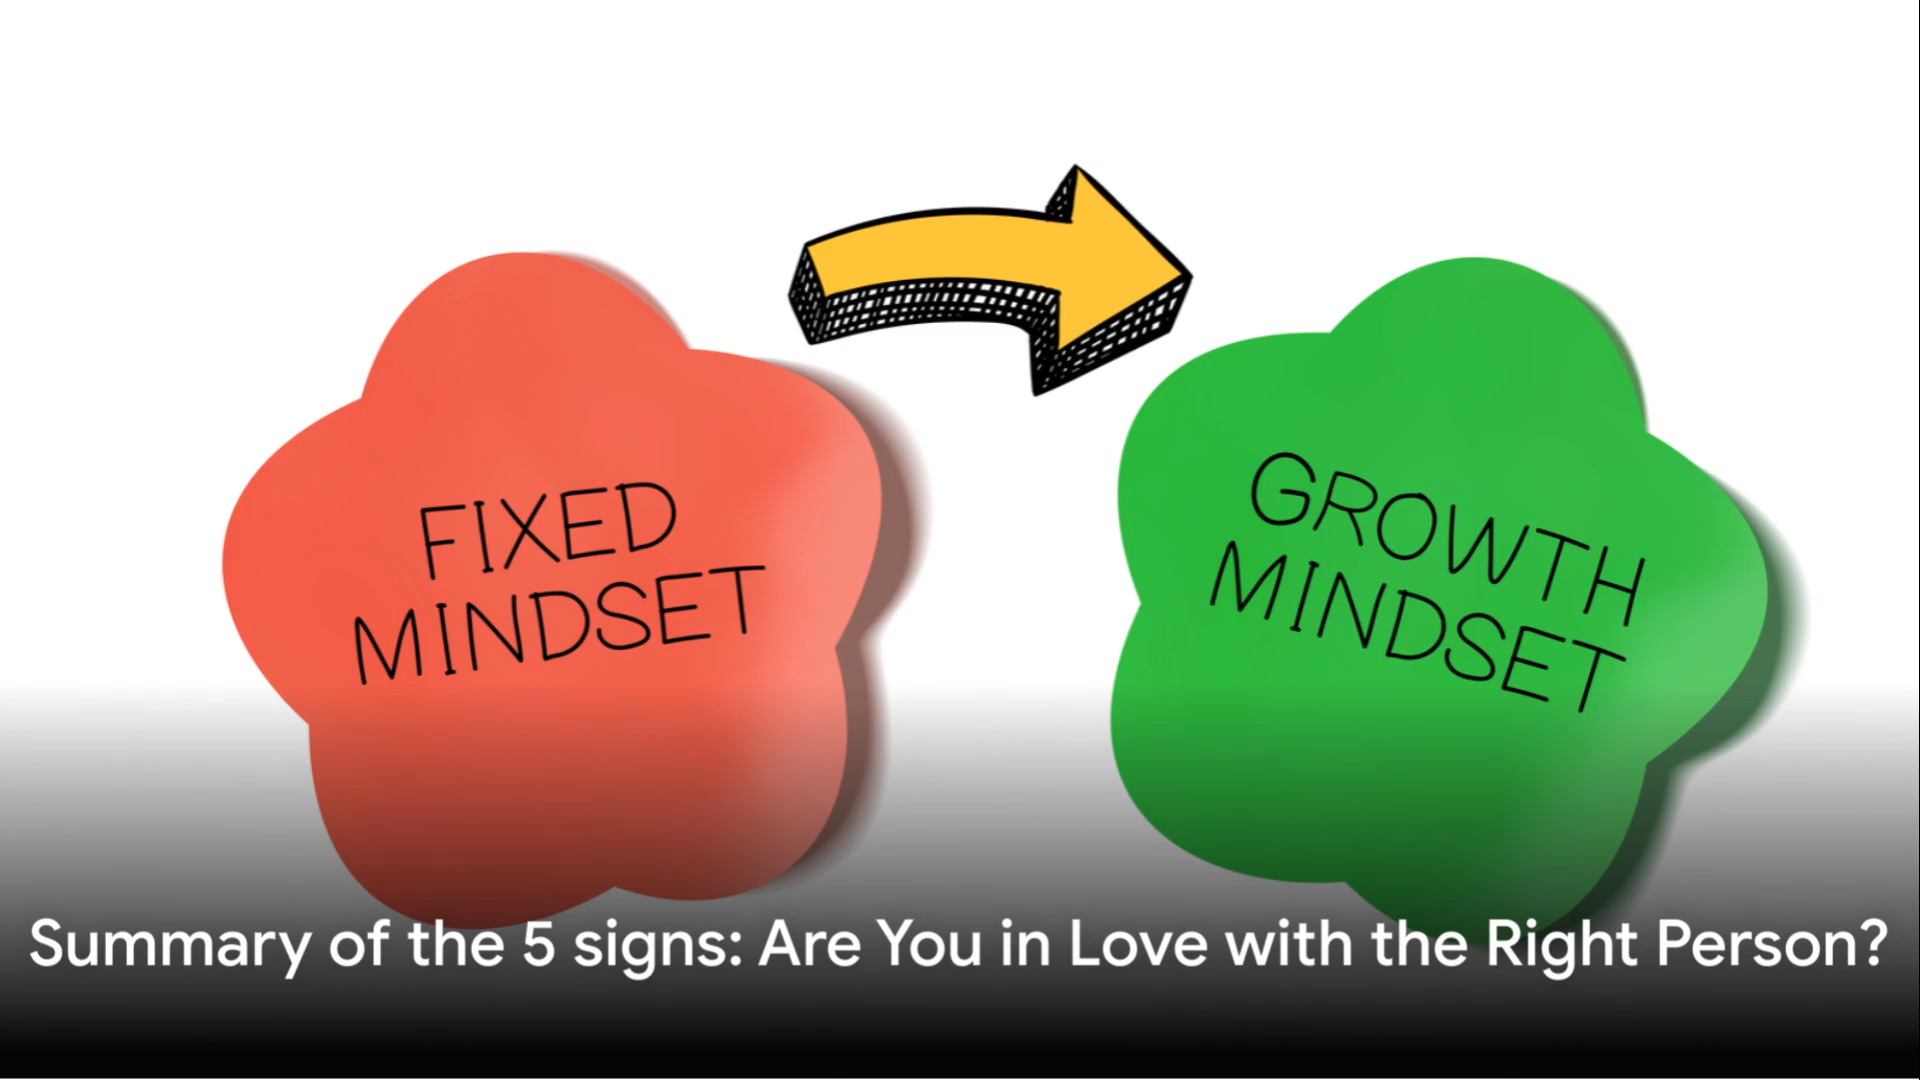 FIXED
MINDSET
GROWTH
MINDSET
Summary of the 5 signs: Are You in Love with the Right Person?